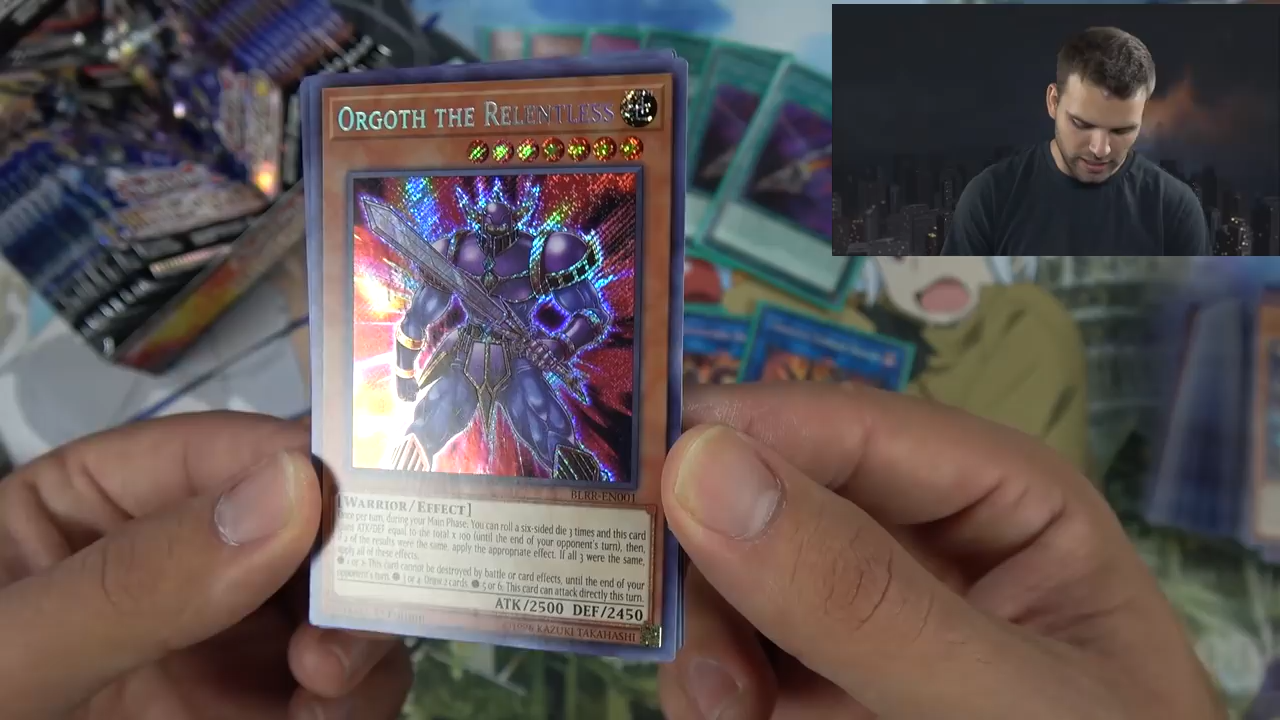 ORGOTH THE RELENTLESS
BLRR-EN001
[WARRIOR/EFFECT]
Once per turn, during your Main Phase: You can roll a six-sided die 3 times and this card
gains ATK/DEF equal to the total x 100 (until the end of your opponent's turn), then,
if 2 of the results were the same, apply the appropriate effect. If all 3 were the same,
apply all of these effects.
● 1 or 2: This card cannot be destroyed by battle or card effects, until the end of your
opponent's turn. ● 3 or 4: Draw 2 cards. ● 5 or 6: This card can attack directly this turn.
ATK/2500 DEF/2450
©1996 KAZUKI TAKAHASHI